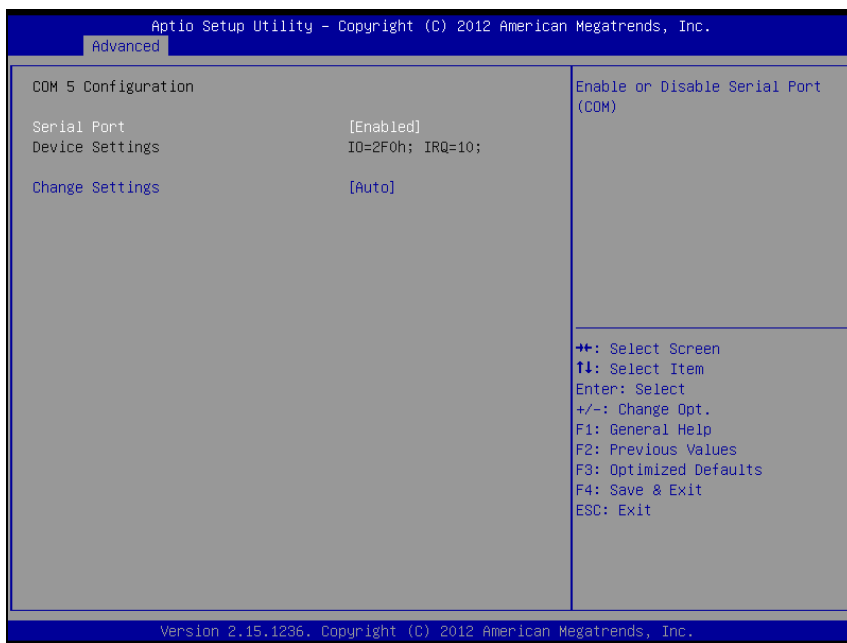 Aptio Setup Utility – Copyright (C) 2012 American Megatrends, Inc.
Advanced
COM 5 Configuration
Serial Port [Enabled]
Device Settings IO=2F0h; IRQ=10;
Change Settings [Auto]
Enable or Disable Serial Port
(COM)
→←: Select Screen
↑↓: Select Item
Enter: Select
+/-: Change Opt.
F1: General Help
F2: Previous Values
F3: Optimized Defaults
F4: Save & Exit
ESC: Exit
Version 2.15.1236. Copyright (C) 2012 American Megatrends, Inc.